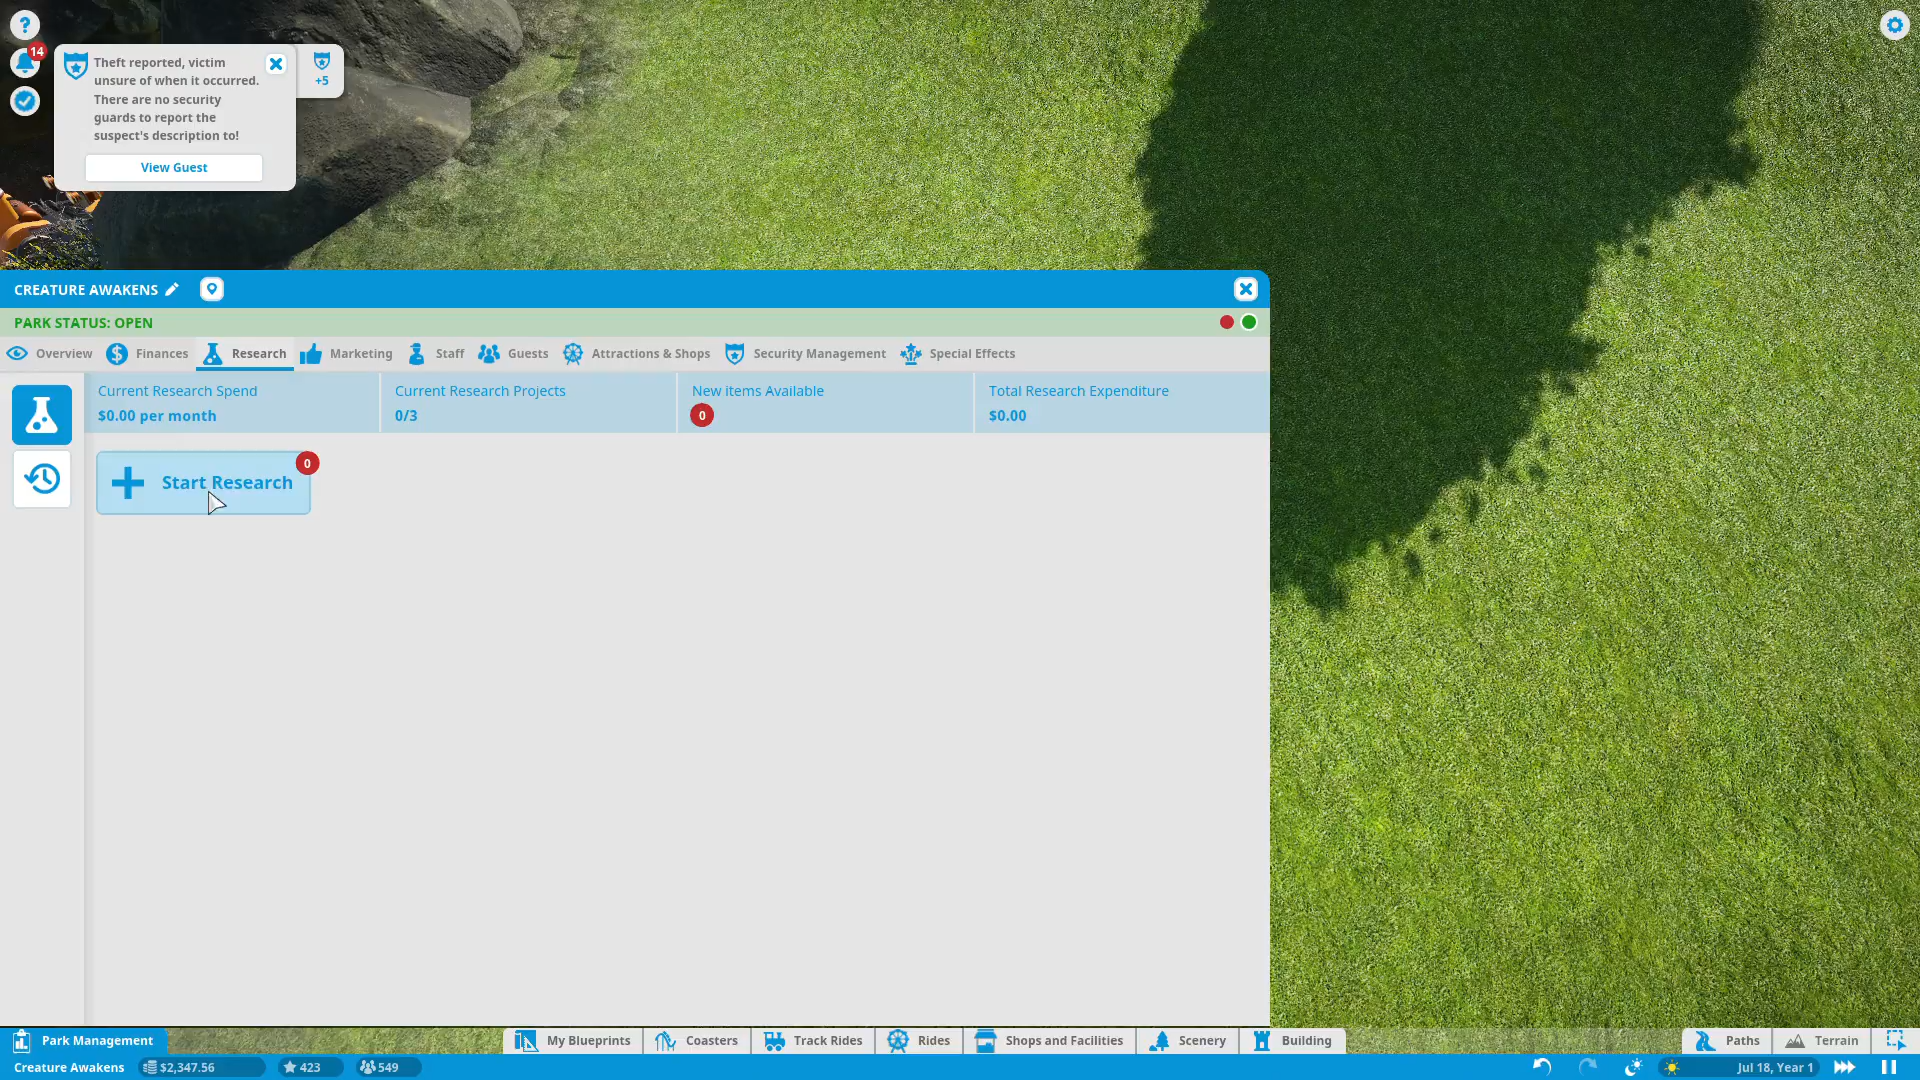 ?
14
Theft reported, victim
unsure of when it occurred.
There are no security
guards to report the
suspect's description to!
View Guest
+5
CREATURE AWAKENS
PARK STATUS: OPEN
Overview
Finances
Research
Marketing
Staff
Guests
Attractions & Shops
Security Management
Special Effects
Current Research Spend
$0.00 per month
Current Research Projects
0/3
New items Available
0
Total Research Expenditure
$0.00
Start Research
0
Park Management
My Blueprints
Coasters
Track Rides
Rides
Shops and Facilities
Scenery
Building
Paths
Terrain
Creature Awakens
$2,347.56
423
549
Jul 18, Year 1